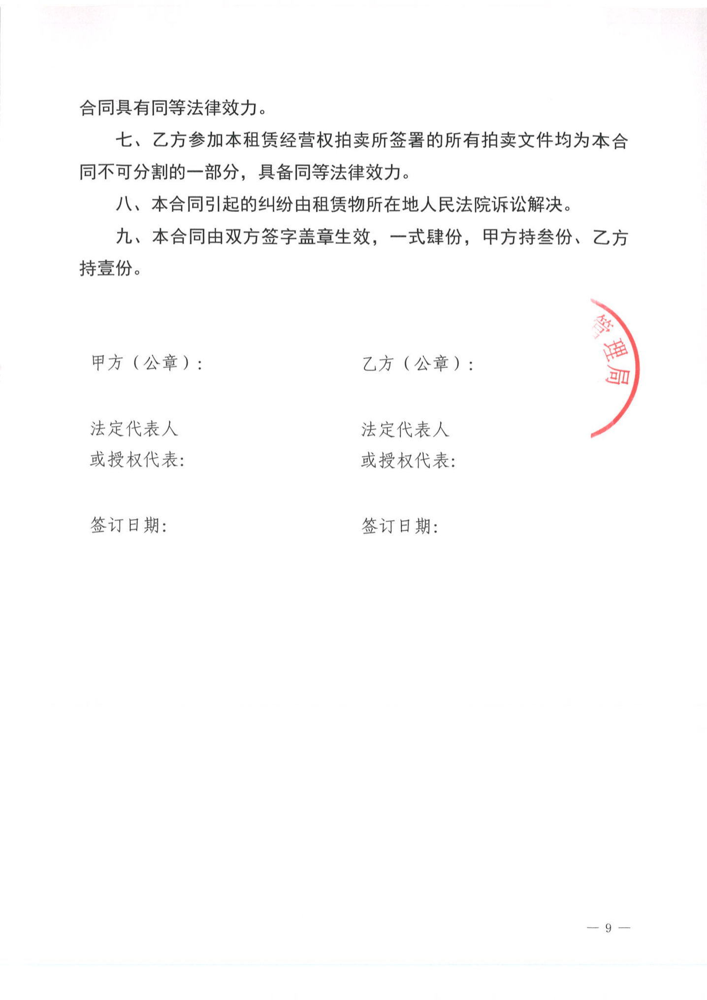 合同具有同等法律效力。
七、乙方参加本租赁经营权拍卖所签署的所有拍卖文件均为本合
同不可分割的一部分，具备同等法律效力。
八、本合同引起的纠纷由租赁物所在地人民法院诉讼解决。
九、本合同由双方签字盖章生效，一式肆份，甲方持叁份、乙方
持壹份。
管理局
甲方（公章）：
乙方（公章）：
法定代表人
或授权代表:
法定代表人
或授权代表:
签订日期:
签订日期:
— 9 —